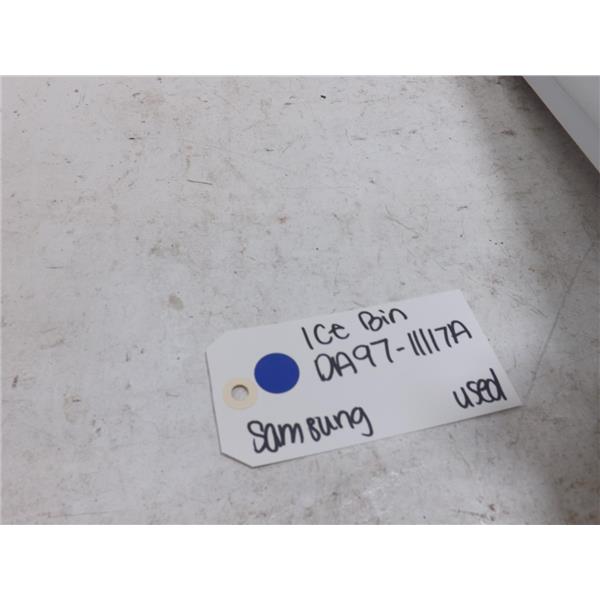 Ice Bin
DA97-11117A
Samsung
used